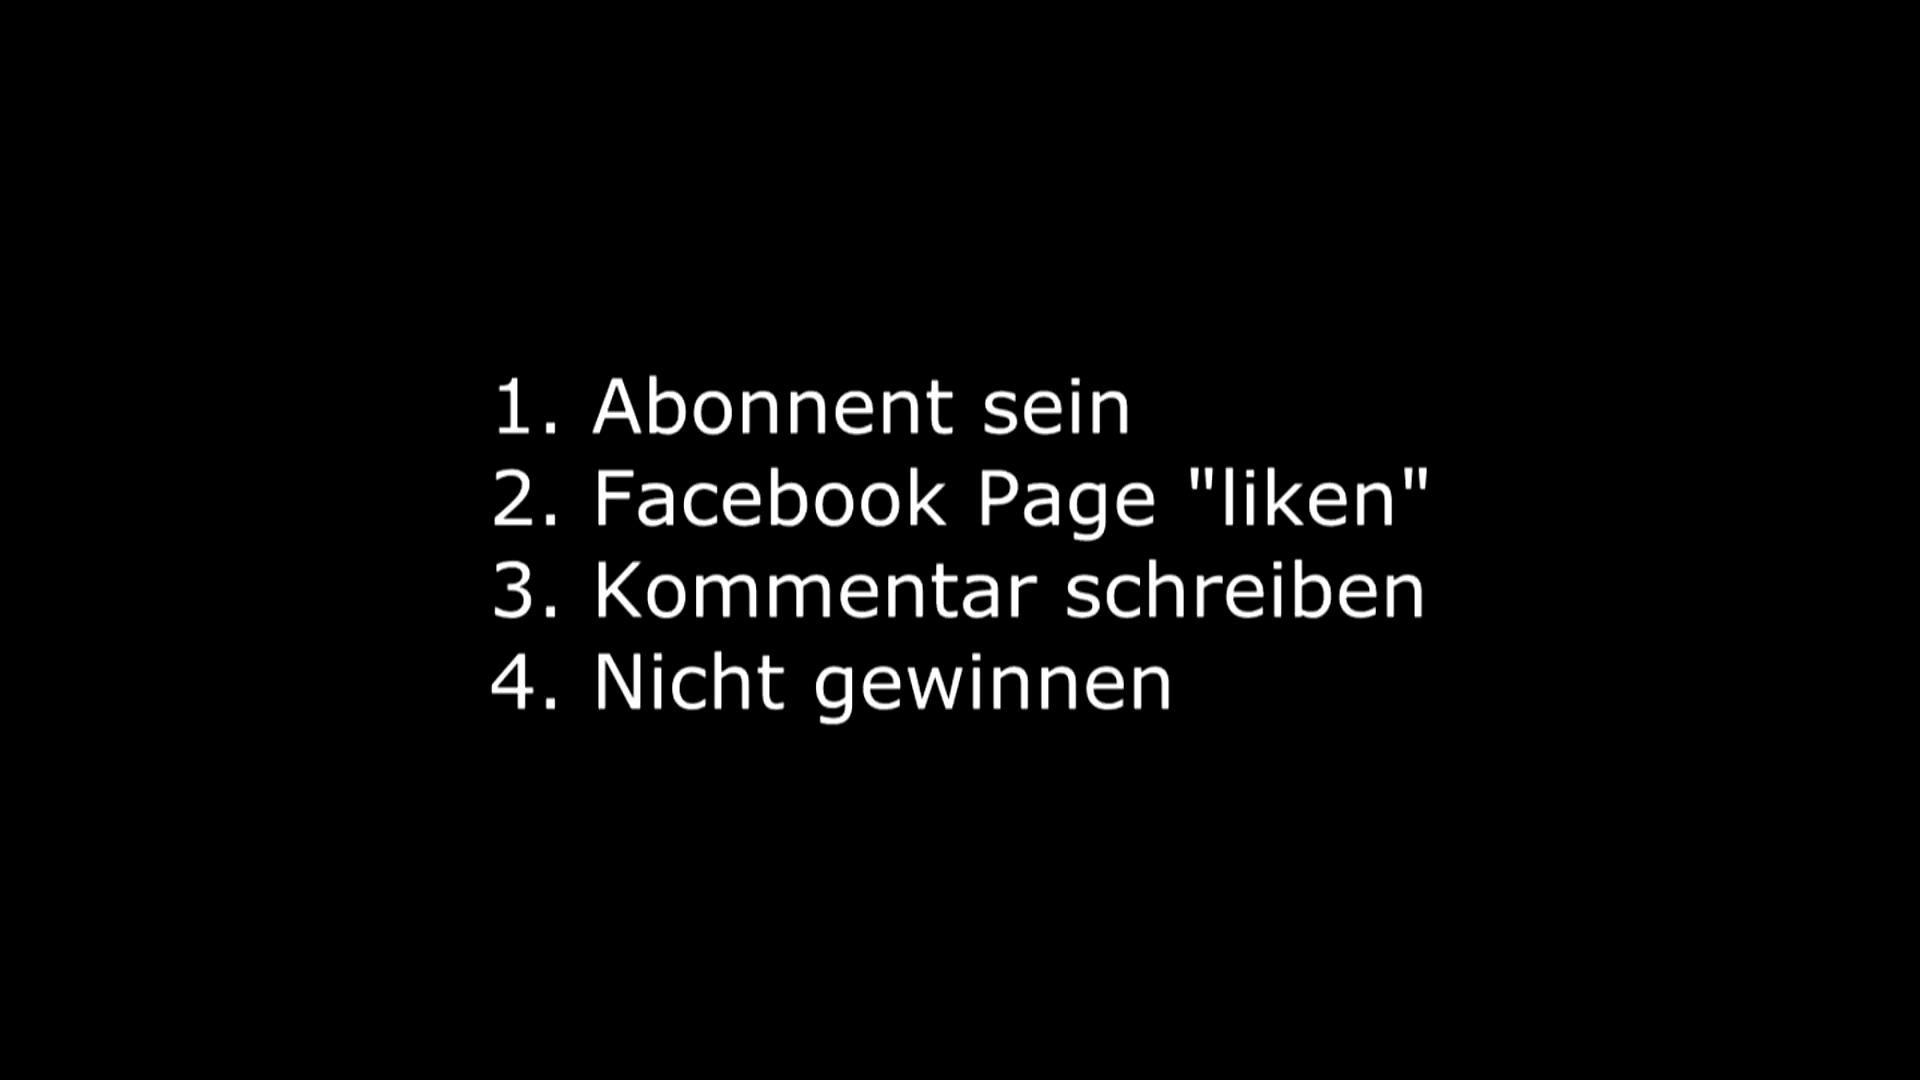 1. Abonnent sein
2. Facebook Page "liken"
3. Kommentar schreiben
4. Nicht gewinnen